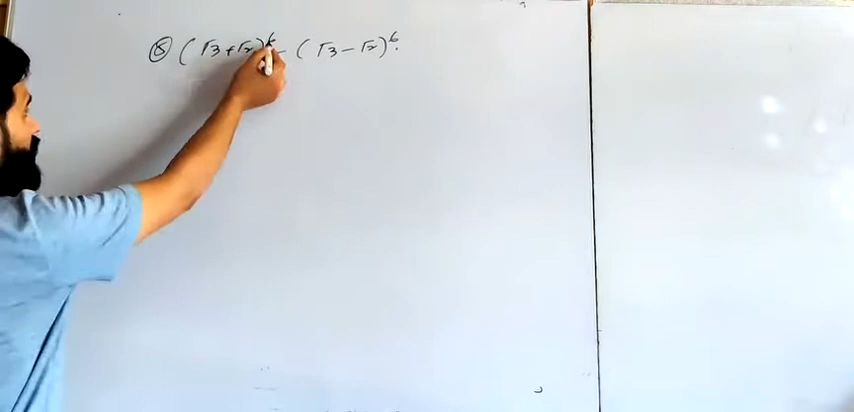 ⑧ (√3+√2)⁶ - (√3-√2)⁶.